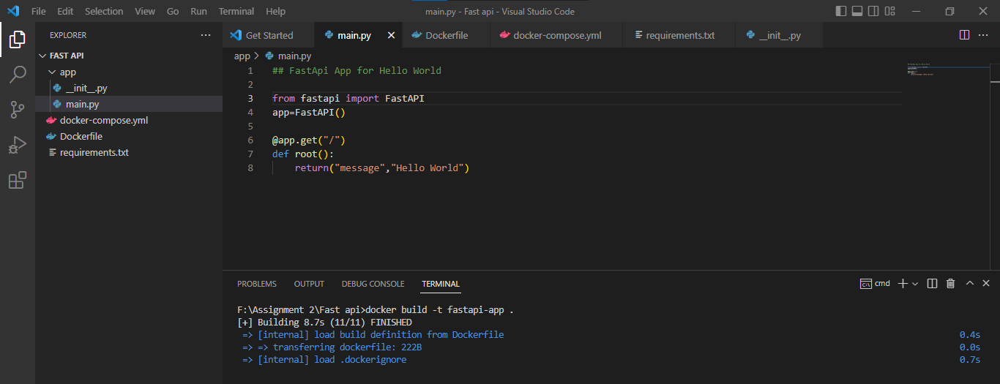 File Edit Selection View Go Run Terminal Help main.py - Fast api - Visual Studio Code
EXPLORER
FAST API
app
__init__.py
main.py
docker-compose.yml
Dockerfile
requirements.txt
Get Started main.py Dockerfile docker-compose.yml requirements.txt __init__.py
app > main.py
1 ## FastApi App for Hello World
2
3 from fastapi import FastAPI
4 app=FastAPI()
5
6 @app.get("/")
7 def root():
8 return("message","Hello World")
PROBLEMS OUTPUT DEBUG CONSOLE TERMINAL cmd
F:\Assignment 2\Fast api>docker build -t fastapi-app .
[+] Building 8.7s (11/11) FINISHED
=> [internal] load build definition from Dockerfile 0.4s
=> => transferring dockerfile: 222B 0.0s
=> [internal] load .dockerignore 0.7s